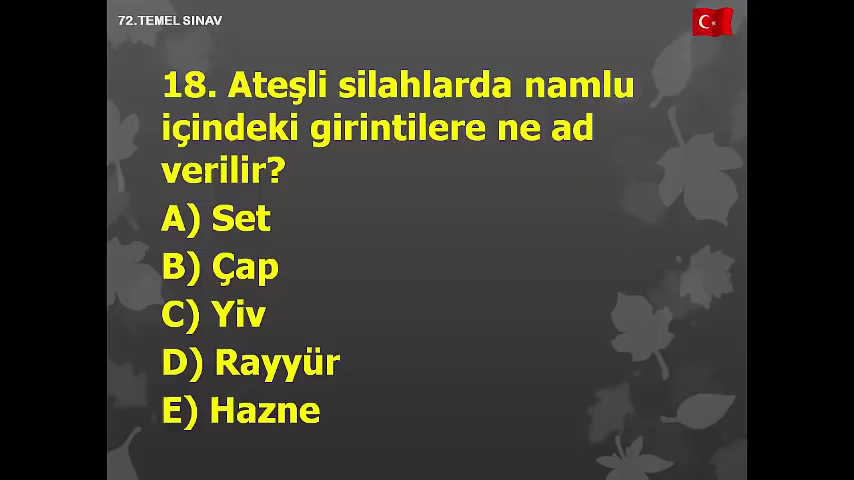 72.TEMEL SINAV
18. Ateşli silahlarda namlu
içindeki girintilere ne ad
verilir?
A) Set
B) Çap
C) Yiv
D) Rayyür
E) Hazne